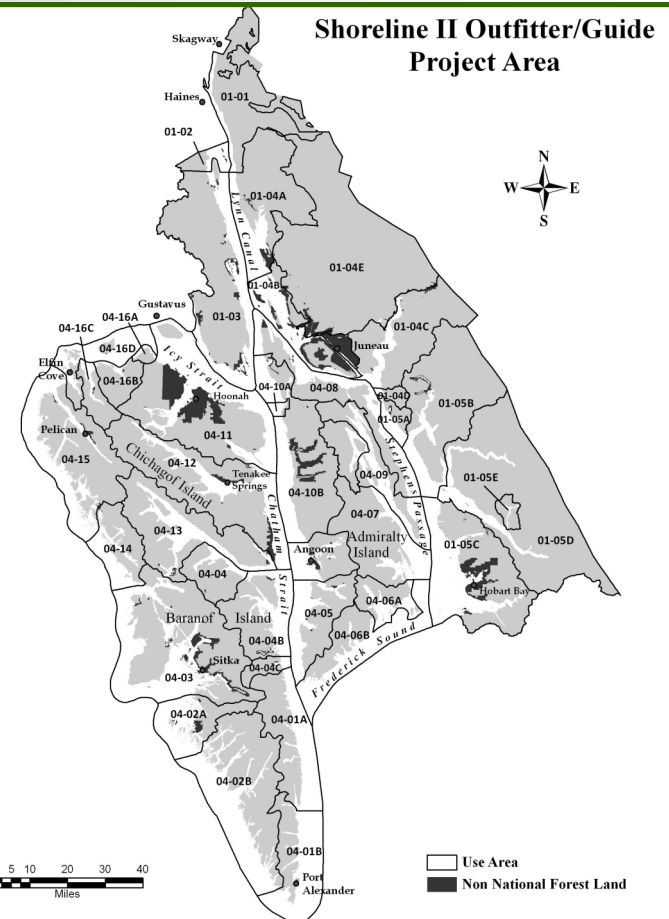 Shoreline II Outfitter/Guide
Project Area
Skagway
Haines
01-01
01-02
N
W E
S
Lynn Canal
01-04A
01-04E
01-04B
Gustavus
01-03
01-04C
Juneau
04-16A
04-16C
04-16D
Icy Strait
Elfin
Cove
04-16B
Hoonah
04-10A
04-08
01-04D
01-05A
01-05B
Pelican
04-11
04-15
04-12
Chichagof Island
Tenakee
Springs
Chatham Strait
04-10B
04-09
Stephens Passage
01-05E
04-07
04-13
04-14
Angoon
Admiralty
Island
01-05C
01-05D
04-04
Hobart Bay
04-05
04-06A
Baranof Island
04-06B
04-04B
Frederick Sound
Sitka
04-04C
04-03
04-02A
04-01A
04-02B
04-01B
Port
Alexander
5 10 20 30 40
Miles
Use Area
Non National Forest Land